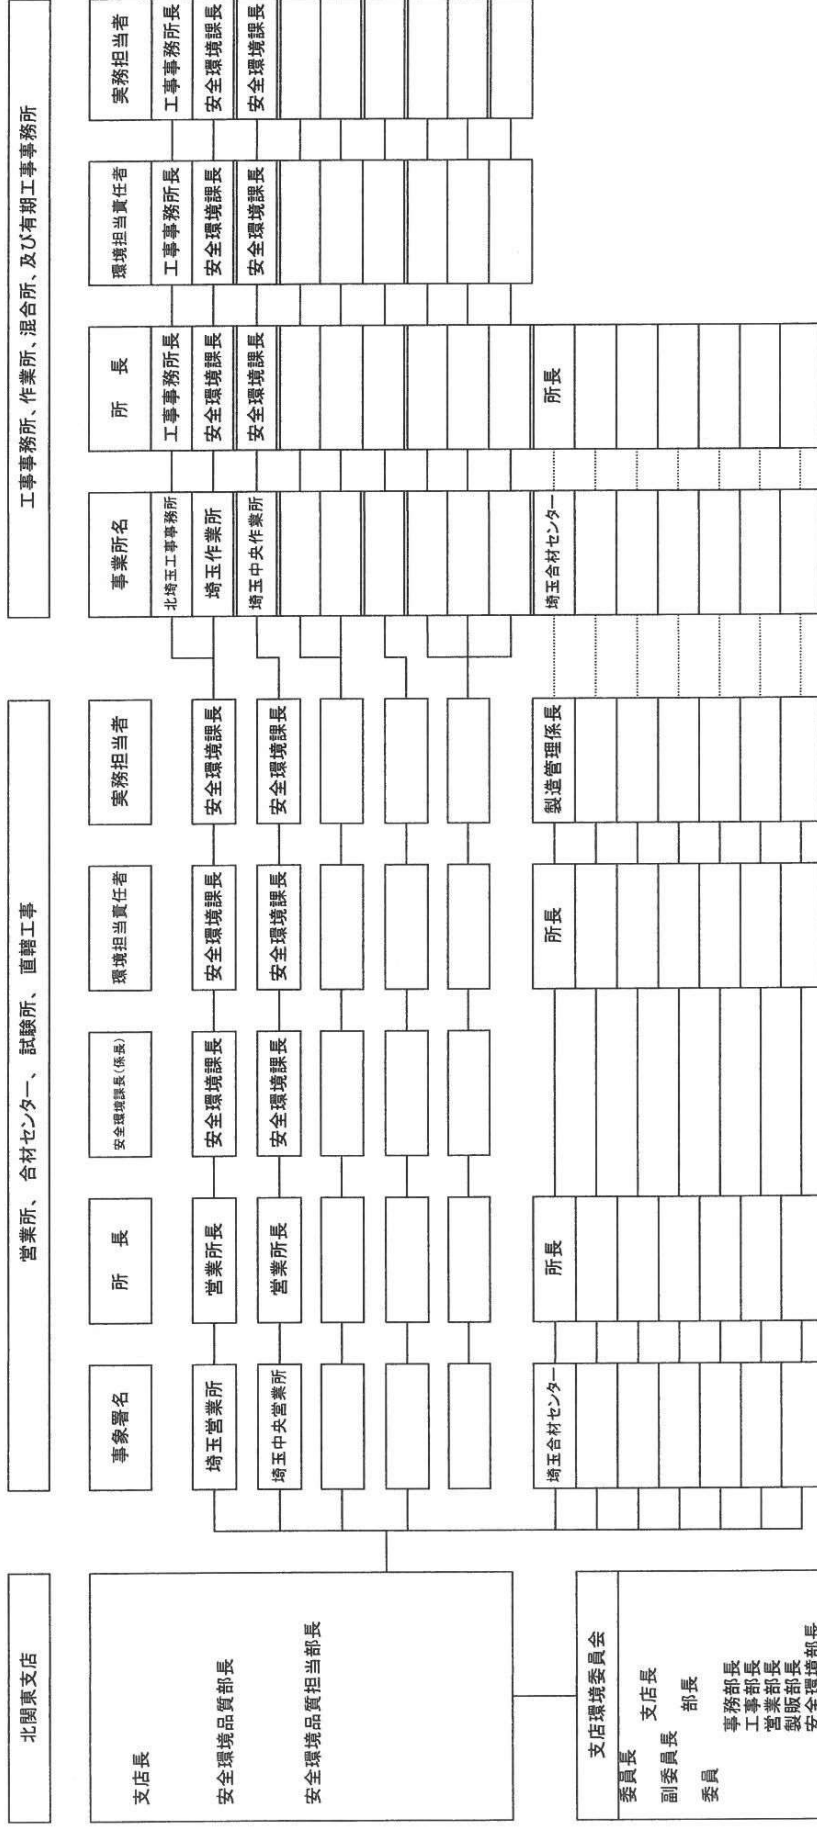 北関東支店
営業所、 合材センター、 試験所、 直轄工事
工事事務所、作業所、混合所、及び有期工事事務所
事象署名
所 長
安全環境課長(係長)
環境担当責任者
実務担当者
事業所名
所 長
環境担当責任者
実務担当者
支店長
安全環境品質部長
安全環境品質担当部長
北埼玉工事事務所
工事事務所長
工事事務所長
工事事務所長
埼玉営業所
営業所長
安全環境課長
安全環境課長
安全環境課長
埼玉作業所
安全環境課長
安全環境課長
安全環境課長
埼玉中央営業所
営業所長
安全環境課長
安全環境課長
安全環境課長
埼玉中央作業所
安全環境課長
安全環境課長
安全環境課長
埼玉合材センター
所長
所長
製造管理係長
埼玉合材センター
所長
支店環境委員会
委員長 支店長
副委員長 部長
委員
事務部長
工事部長
営業部長
製販部長
安全環境部長